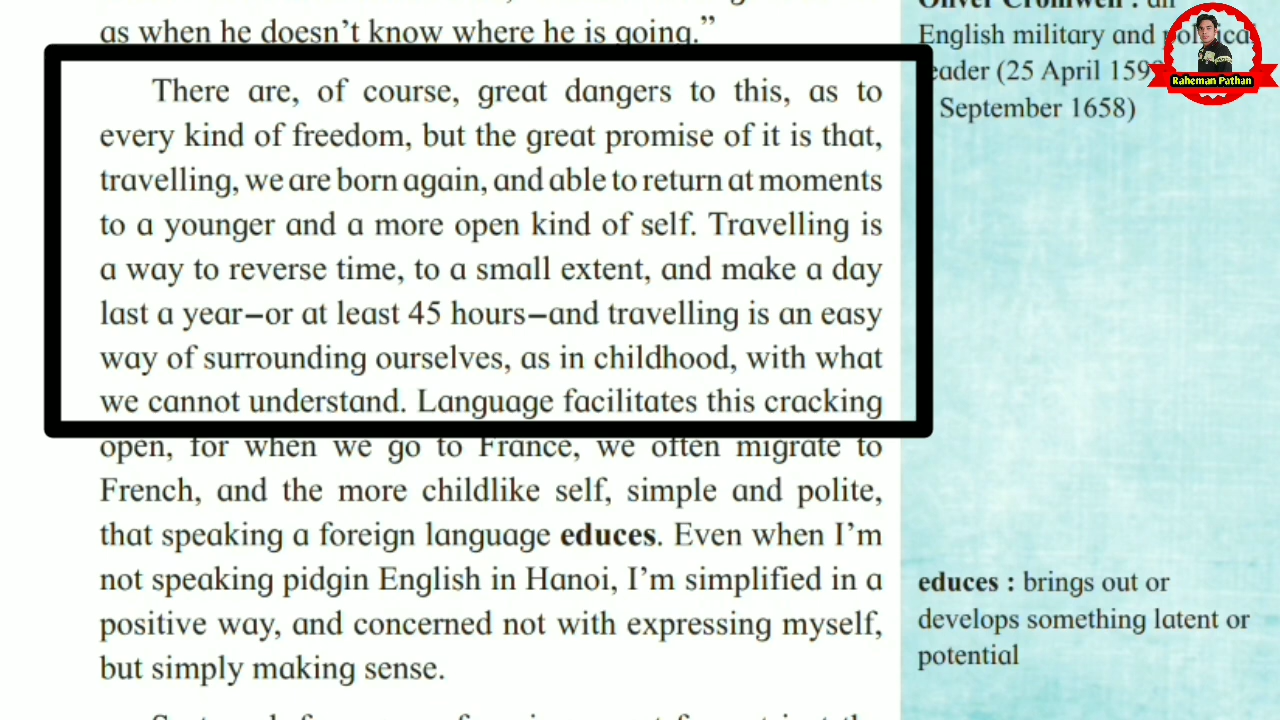 as when he doesn't know where he is going."
There are, of course, great dangers to this, as to
every kind of freedom, but the great promise of it is that,
travelling, we are born again, and able to return at moments
to a younger and a more open kind of self. Travelling is
a way to reverse time, to a small extent, and make a day
last a year—or at least 45 hours—and travelling is an easy
way of surrounding ourselves, as in childhood, with what
we cannot understand. Language facilitates this cracking
open, for when we go to France, we often migrate to
French, and the more childlike self, simple and polite,
that speaking a foreign language educes. Even when I'm
not speaking pidgin English in Hanoi, I'm simplified in a
positive way, and concerned not with expressing myself,
but simply making sense.
Oliver Cromwell : an
English military and
(25 April
September 1658)
educes : brings out or
develops something latent or
potential
Raheman Pathan